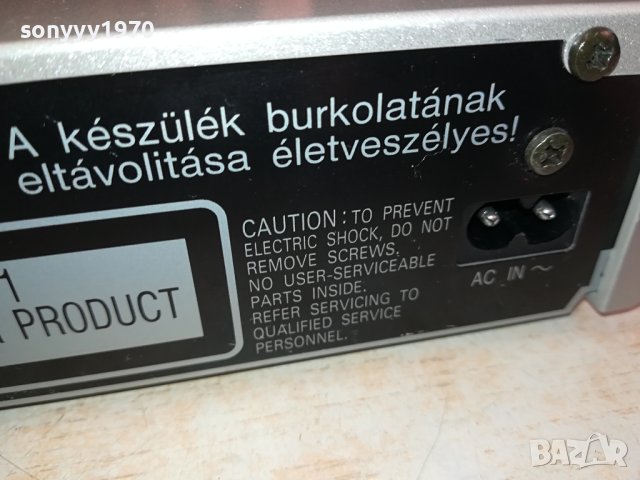 sonyyy1970
A készülék burkolatának
eltávolitása életveszélyes!
CAUTION: TO PREVENT
ELECTRIC SHOCK, DO NOT
REMOVE SCREWS.
NO USER-SERVICEABLE
PARTS INSIDE.
REFER SERVICING TO
QUALIFIED SERVICE
PERSONNEL.
AC IN ~
1
PRODUCT
BAZAR